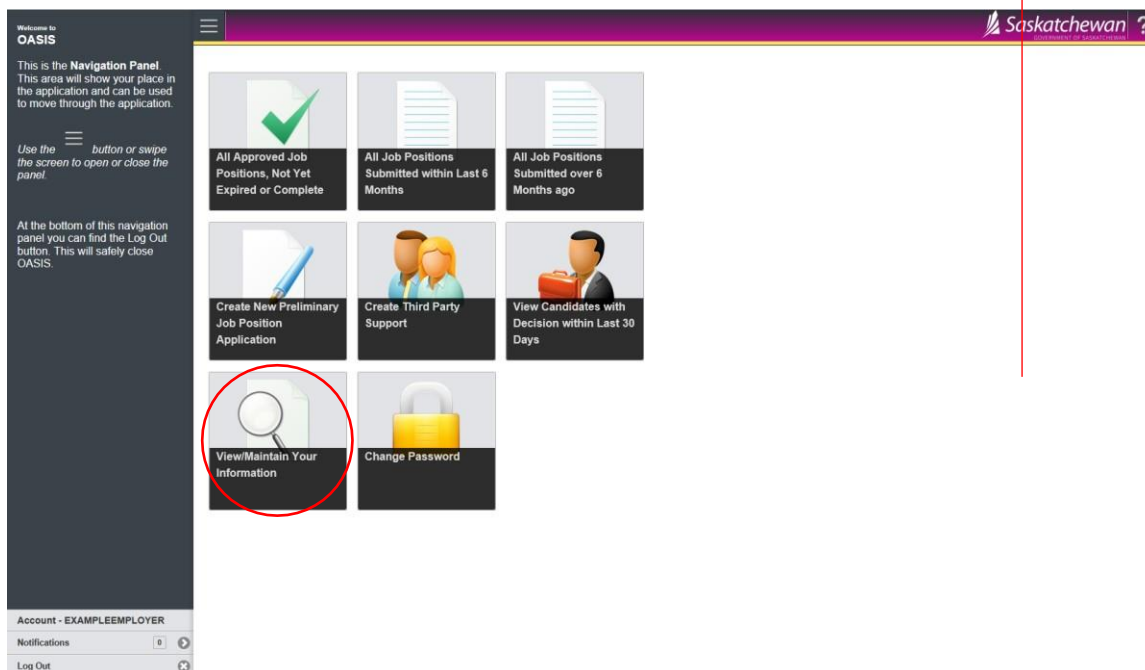 Welcome to
OASIS
This is the Navigation Panel.
This area will show your place in
the application and can be used
to move through the application.
Use the button or swipe
the screen to open or close the
panel.
At the bottom of this navigation
panel you can find the Log Out
button. This will safely close
OASIS.
Account - EXAMPLEEMPLOYER
Notifications 0
Log Out
Saskatchewan ?
GOVERNMENT OF SASKATCHEWAN
All Approved Job
Positions, Not Yet
Expired or Complete
All Job Positions
Submitted within Last 6
Months
All Job Positions
Submitted over 6
Months ago
Create New Preliminary
Job Position
Application
Create Third Party
Support
View Candidates with
Decision within Last 30
Days
View/Maintain Your
Information
Change Password